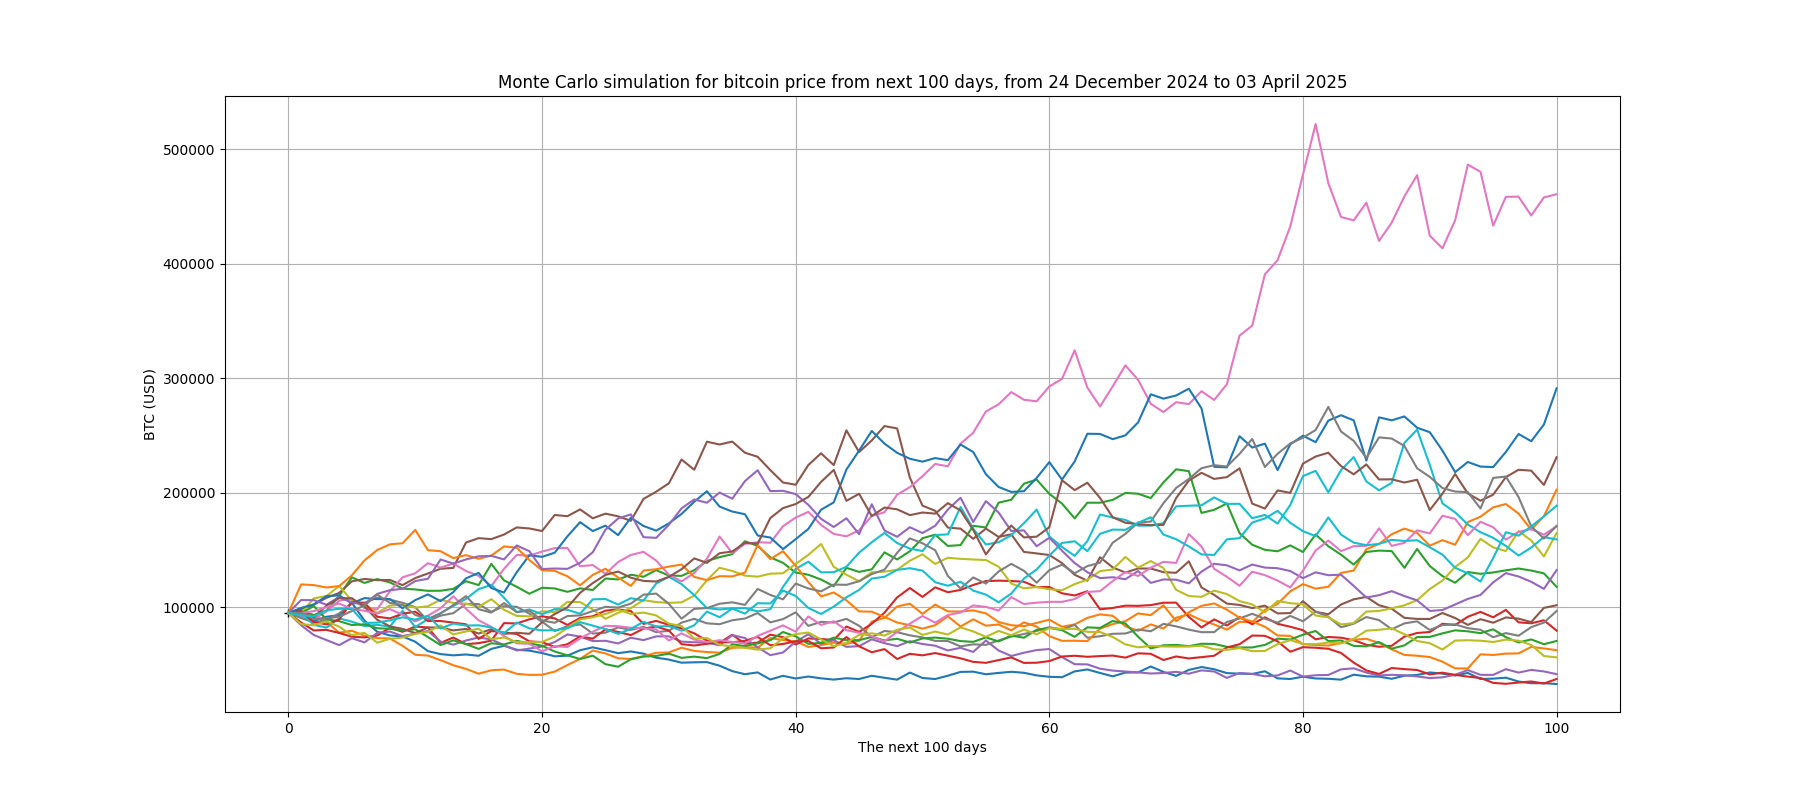 Monte Carlo simulation for bitcoin price from next 100 days, from 24 December 2024 to 03 April 2025
500000
400000
300000
200000
100000
BTC (USD)
0 20 40 60 80 100
The next 100 days